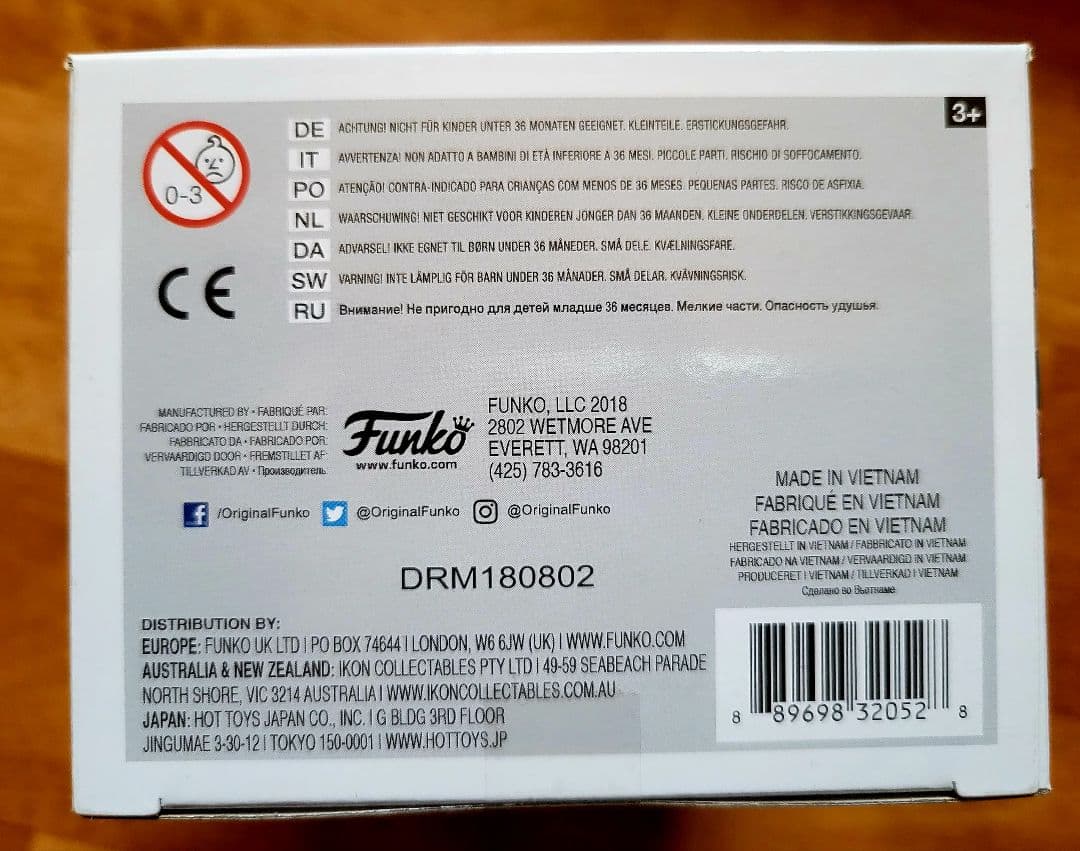 3+
0-3
DE ACHTUNG! NICHT FÜR KINDER UNTER 36 MONATEN GEEIGNET. KLEINTEILE. ERSTICKUNGSGEFAHR.
IT AVVERTENZA! NON ADATTO A BAMBINI DI ETÀ INFERIORE A 36 MESI. PICCOLE PARTI. RISCHIO DI SOFFOCAMENTO.
PO ATENÇÃO! CONTRA-INDICADO PARA CRIANÇAS COM MENOS DE 36 MESES. PEQUENAS PARTES. RISCO DE ASFIXIA.
NL WAARSCHUWING! NIET GESCHIKT VOOR KINDEREN JONGER DAN 36 MAANDEN. KLEINE ONDERDELEN. VERSTIKKINGSGEVAAR.
DA ADVARSEL! IKKE EGNET TIL BØRN UNDER 36 MÅNEDER. SMÅ DELE. KVÆLNINGSFARE.
SW VARNING! INTE LÄMPLIG FÖR BARN UNDER 36 MÅNADER. SMÅ DELAR. KVÄVNINGSRISK.
RU Внимание! Не пригодно для детей младше 36 месяцев. Мелкие части. Опасность удушья.
CE
MANUFACTURED BY • FABRIQUÉ PAR:
FABRICADO POR • HERGESTELLT DURCH:
FABBRICATO DA • FABRICADO POR:
VERVAARDIGD DOOR • FREMSTILLET AF:
TILLVERKAD AV • Производитель:
Funko
www.funko.com
FUNKO, LLC 2018
2802 WETMORE AVE
EVERETT, WA 98201
(425) 783-3616
/OriginalFunko @OriginalFunko @OriginalFunko
MADE IN VIETNAM
FABRIQUÉ EN VIETNAM
FABRICADO EN VIETNAM
HERGESTELLT IN VIETNAM / FABBRICATO IN VIETNAM
FABRICADO NA VIETNAM / VERVAARDIGD IN VIETNAM
PRODUCERET I VIETNAM / TILLVERKAD I VIETNAM
Сделано во Вьетнаме
DRM180802
DISTRIBUTION BY:
EUROPE: FUNKO UK LTD | PO BOX 74644 | LONDON, W6 6JW (UK) | WWW.FUNKO.COM
AUSTRALIA & NEW ZEALAND: IKON COLLECTABLES PTY LTD | 49-59 SEABEACH PARADE
NORTH SHORE, VIC 3214 AUSTRALIA | WWW.IKONCOLLECTABLES.COM.AU
JAPAN: HOT TOYS JAPAN CO., INC. | G BLDG 3RD FLOOR
JINGUMAE 3-30-12 | TOKYO 150-0001 | WWW.HOTTOYS.JP
8 89698 32052 8